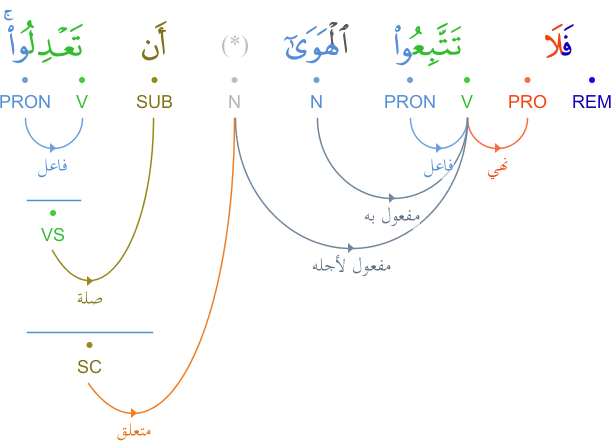 فَلَا تَتَّبِعُوا۟ ٱلْهَوَىٰٓ (*) أَن تَعْدِلُوا۟ ۚ
REM PRO V PRON N N SUB V PRON
نهي فاعل فاعل
مفعول به
VS
مفعول لأجله
صلة
SC
متعلق